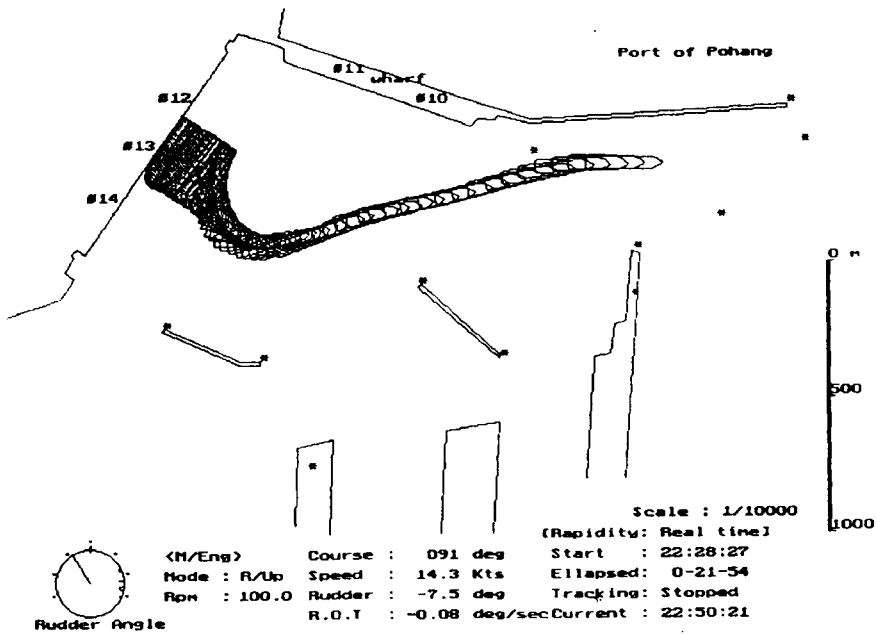 Port of Pohang
#11
wharf
#10
#12
#13
#14
0 m
500
1000
Scale : 1/10000
[Rapidity: Real time]
<M/Eng> Course : 091 deg Start : 22:28:27
Mode : R/Up Speed : 14.3 Kts Ellapsed: 0-21-54
Rpm : 100.0 Rudder : -7.5 deg Tracking: Stopped
R.O.T : -0.08 deg/sec Current : 22:50:21
Rudder Angle